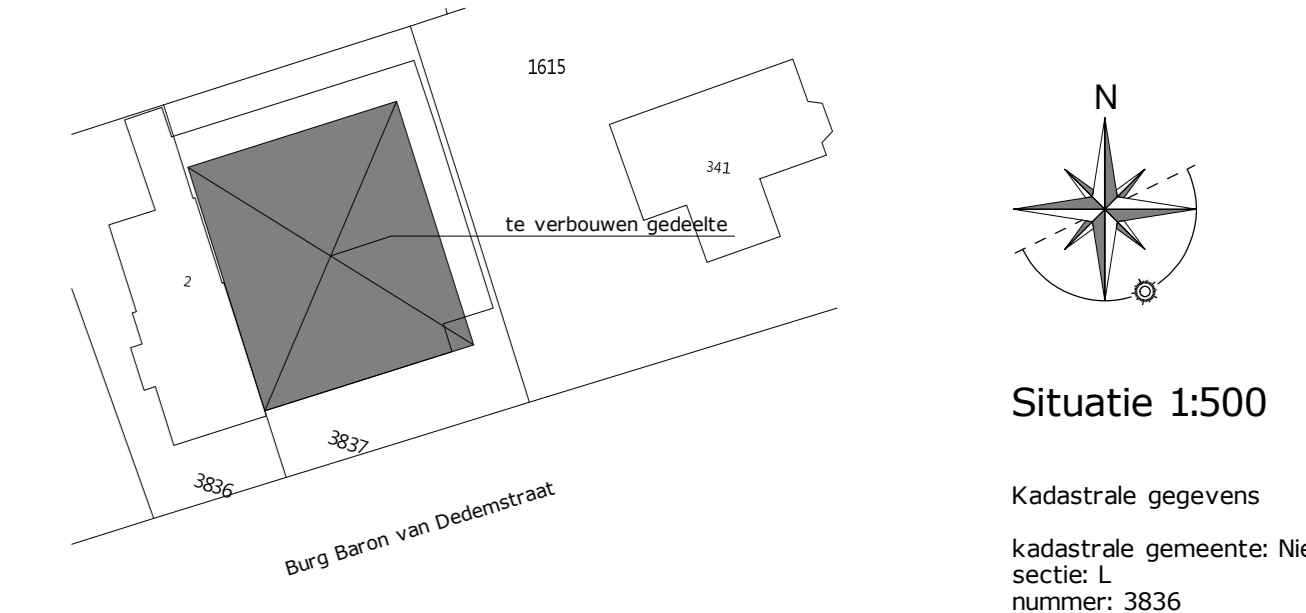 1615
N
341
te verbouwen gedeelte
2
Situatie 1:500
3837
3836
Kadastrale gegevens
Burg Baron van Dedemstraat
kadastrale gemeente: Nie
sectie: L
nummer: 3836